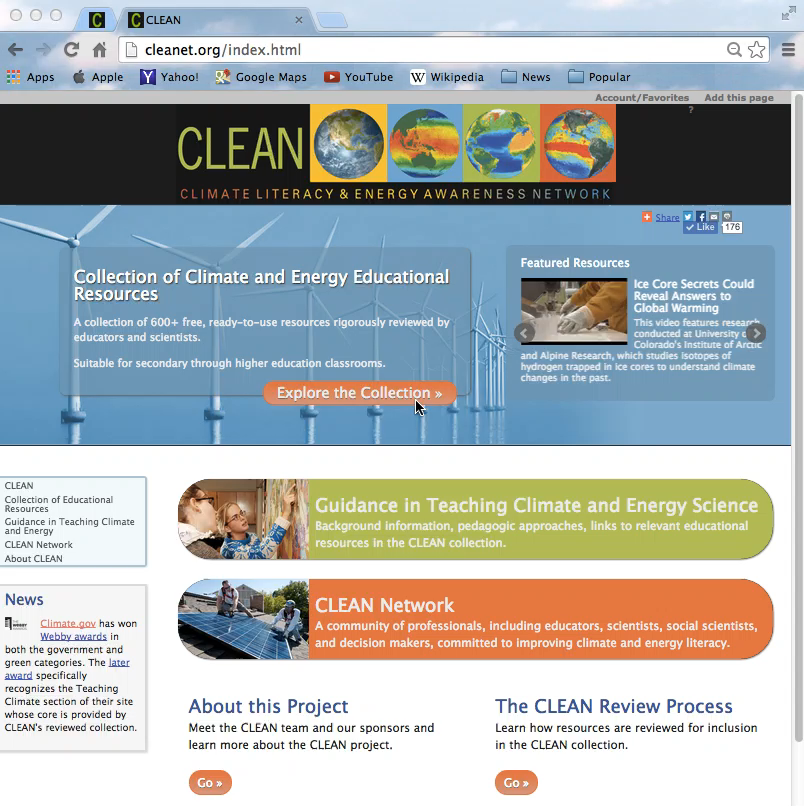 CLEAN
cleanet.org/index.html
Apps Apple Yahoo! Google Maps YouTube Wikipedia News Popular
Account/Favorites Add this page
?
CLEAN
CLIMATE LITERACY & ENERGY AWARENESS NETWORK
Share
Like 176
Collection of Climate and Energy Educational
Resources
A collection of 600+ free, ready-to-use resources rigorously reviewed by
educators and scientists.
Suitable for secondary through higher education classrooms.
Explore the Collection »
Featured Resources
Ice Core Secrets Could
Reveal Answers to
Global Warming
This video features research
conducted at University of
Colorado's Institute of Arctic
and Alpine Research, which studies isotopes of
hydrogen trapped in ice cores to understand climate
changes in the past.
CLEAN
Collection of Educational
Resources
Guidance in Teaching Climate
and Energy
CLEAN Network
About CLEAN
Guidance in Teaching Climate and Energy Science
Background information, pedagogic approaches, links to relevant educational
resources in the CLEAN collection.
News
Climate.gov has won
Webby awards in
both the government and
green categories. The later
award specifically
recognizes the Teaching
Climate section of their site
whose core is provided by
CLEAN's reviewed collection.
CLEAN Network
A community of professionals, including educators, scientists, social scientists,
and decision makers, committed to improving climate and energy literacy.
About this Project
Meet the CLEAN team and our sponsors and
learn more about the CLEAN project.
Go »
The CLEAN Review Process
Learn how resources are reviewed for inclusion
in the CLEAN collection.
Go »